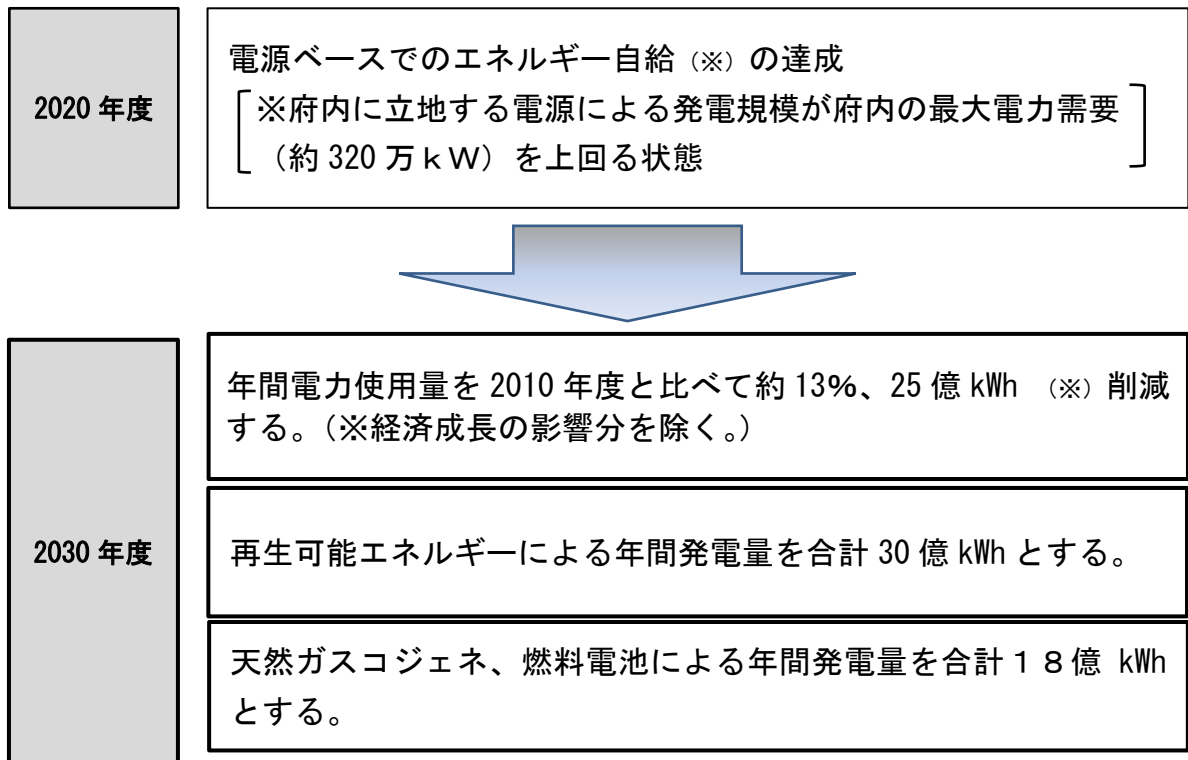 2020 年度
電源ベースでのエネルギー自給（※）の達成
※府内に立地する電源による発電規模が府内の最大電力需要
（約 320 万ｋＷ）を上回る状態
2030 年度
年間電力使用量を 2010 年度と比べて約 13%、25 億 kWh （※）削減
する。（※経済成長の影響分を除く。）
再生可能エネルギーによる年間発電量を合計 30 億 kWh とする。
天然ガスコジェネ、燃料電池による年間発電量を合計１８億 kWh
とする。